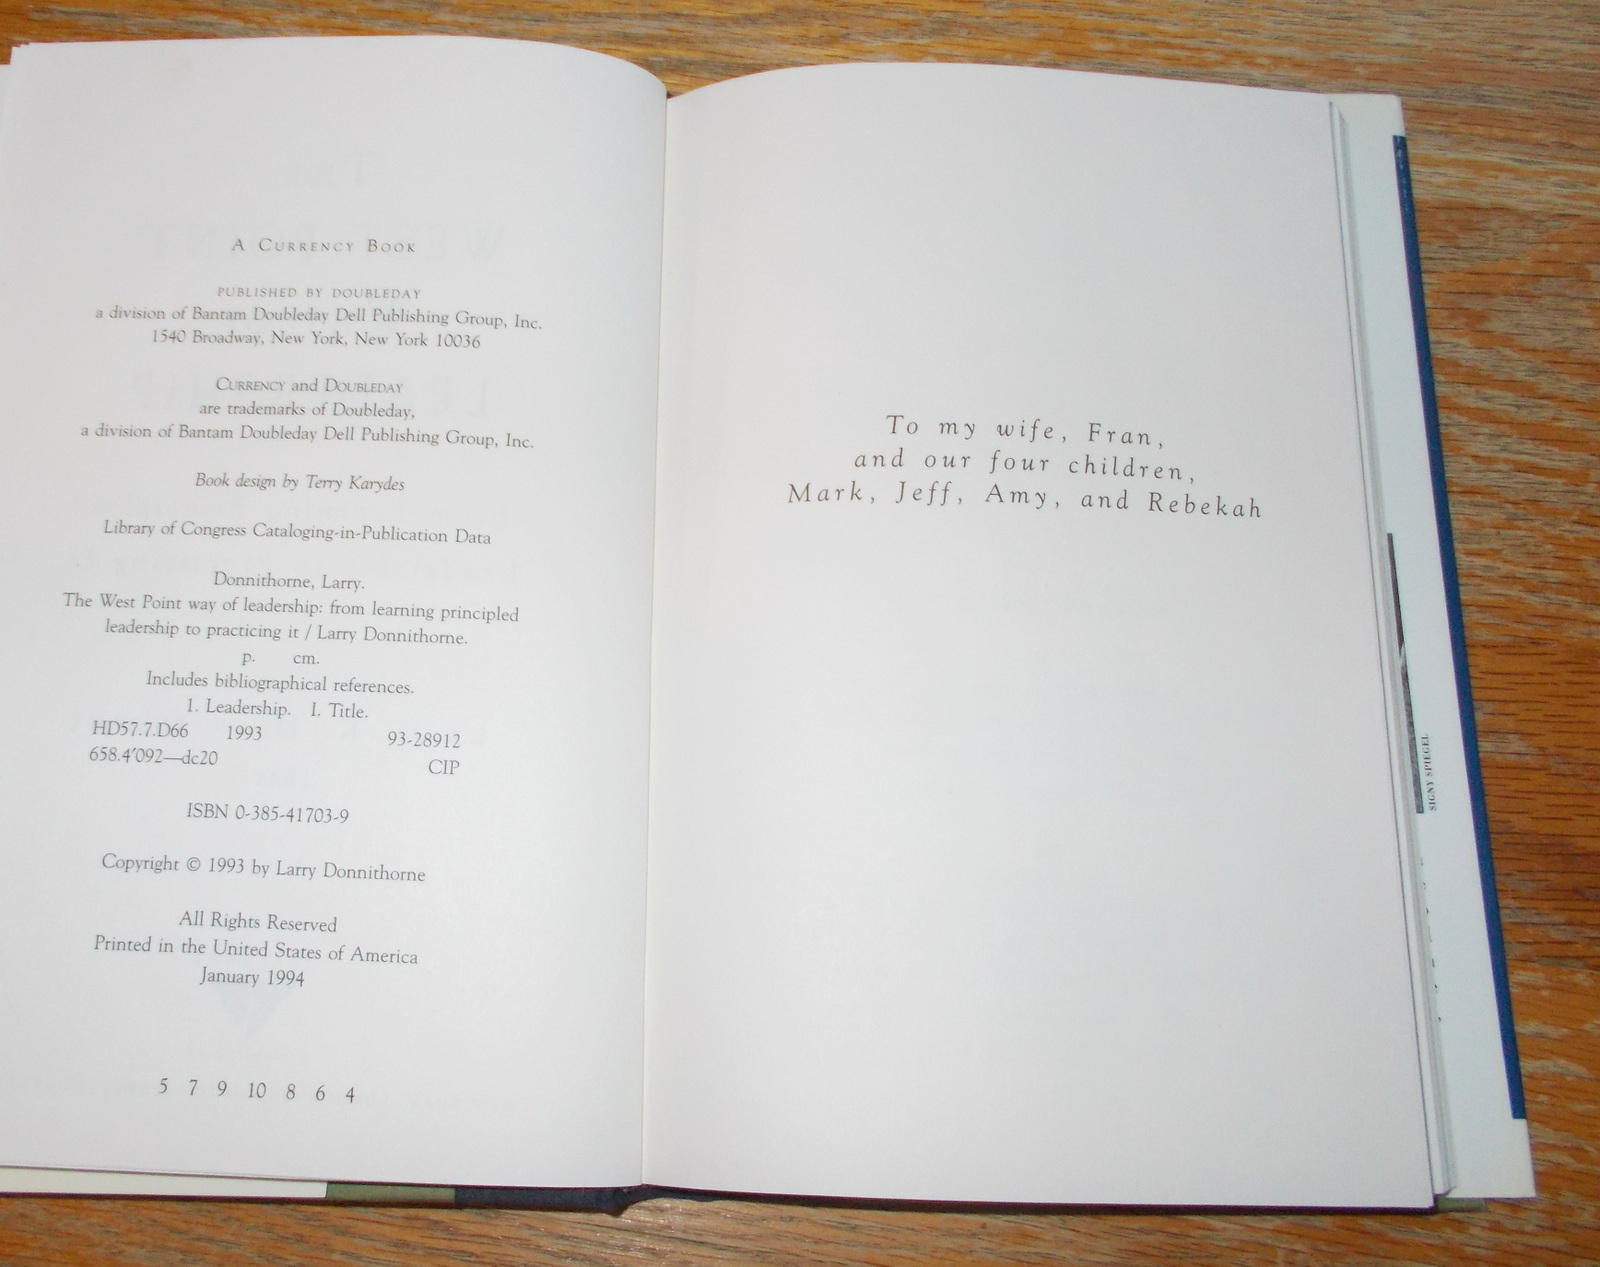 A CURRENCY BOOK
PUBLISHED BY DOUBLEDAY
a division of Bantam Doubleday Dell Publishing Group, Inc.
1540 Broadway, New York, New York 10036
CURRENCY and DOUBLEDAY
are trademarks of Doubleday,
a division of Bantam Doubleday Dell Publishing Group, Inc.
Book design by Terry Karydes
Library of Congress Cataloging-in-Publication Data
Donnithorne, Larry.
The West Point way of leadership: from learning principled
leadership to practicing it / Larry Donnithorne.
p. cm.
Includes bibliographical references.
1. Leadership. I. Title.
HD57.7.D66 1993 93-28912
658.4′092—dc20 CIP
ISBN 0-385-41703-9
Copyright © 1993 by Larry Donnithorne
All Rights Reserved
Printed in the United States of America
January 1994
5 7 9 10 8 6 4
To my wife, Fran,
and our four children,
Mark, Jeff, Amy, and Rebekah
SIGNY SPIEGEL